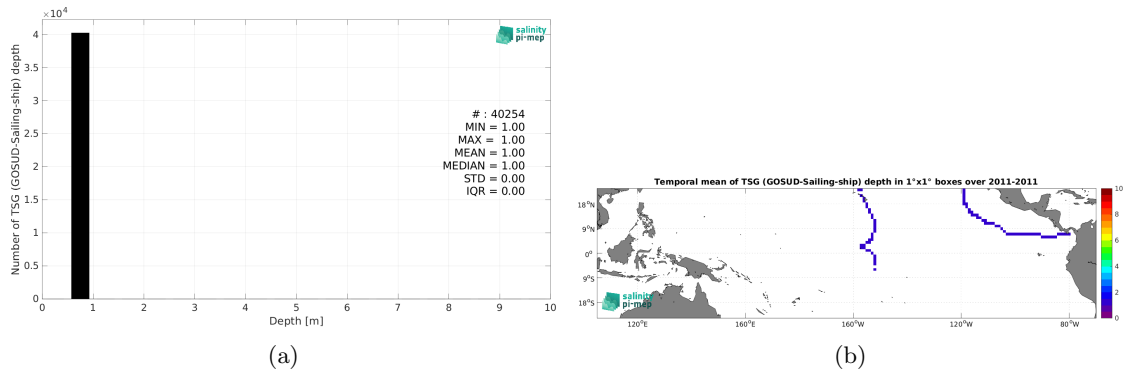 ×10⁴
4
3.5
3
2.5
2
1.5
1
0.5
0
Number of TSG (GOSUD-Sailing-ship) depth
salinity
pi-mep
# : 40254
MIN = 1.00
MAX = 1.00
MEAN = 1.00
MEDIAN = 1.00
STD = 0.00
IQR = 0.00
0 1 2 3 4 5 6 7 8 9 10
Depth [m]
(a)
Temporal mean of TSG (GOSUD-Sailing-ship) depth in 1°x1° boxes over 2011-2011
18°N
9°N
0°
9°S
18°S
salinity
pi-mep
120°E 160°E 160°W 120°W 80°W
10
8
6
4
2
0
(b)